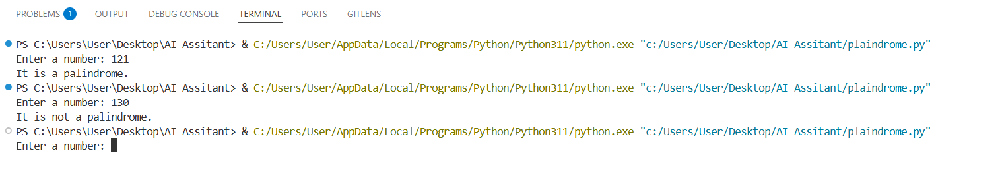 PROBLEMS 1 OUTPUT DEBUG CONSOLE TERMINAL PORTS GITLENS
PS C:\Users\User\Desktop\AI Assitant> & C:/Users/User/AppData/Local/Programs/Python/Python311/python.exe "c:/Users/User/Desktop/AI Assitant/plaindrome.py"
Enter a number: 121
It is a palindrome.
PS C:\Users\User\Desktop\AI Assitant> & C:/Users/User/AppData/Local/Programs/Python/Python311/python.exe "c:/Users/User/Desktop/AI Assitant/plaindrome.py"
Enter a number: 130
It is not a palindrome.
PS C:\Users\User\Desktop\AI Assitant> & C:/Users/User/AppData/Local/Programs/Python/Python311/python.exe "c:/Users/User/Desktop/AI Assitant/plaindrome.py"
Enter a number: